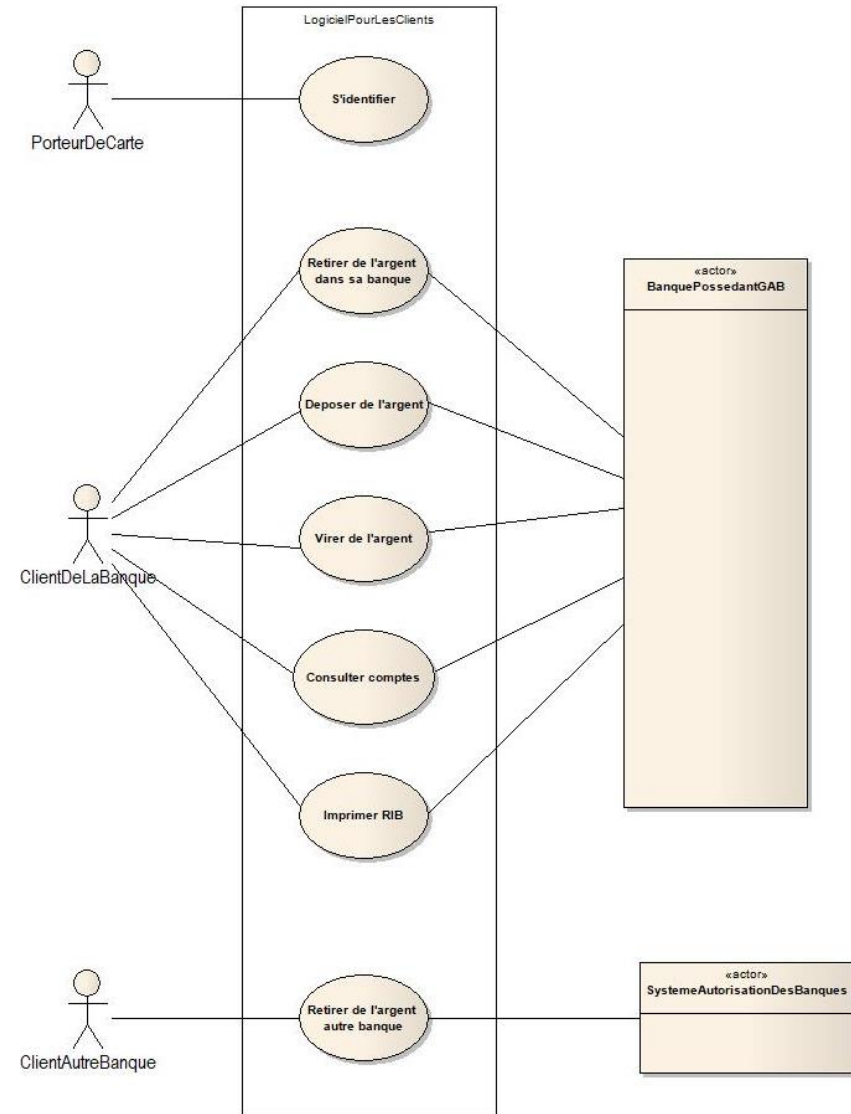 LogicielPourLesClients
S'identifier
PorteurDeCarte
Retirer de l'argent
dans sa banque
«actor»
BanquePossedantGAB
Deposer de l'argent
Virer de l'argent
ClientDeLaBanque
Consulter comptes
Imprimer RIB
«actor»
SystemeAutorisationDesBanques
Retirer de l'argent
autre banque
ClientAutreBanque